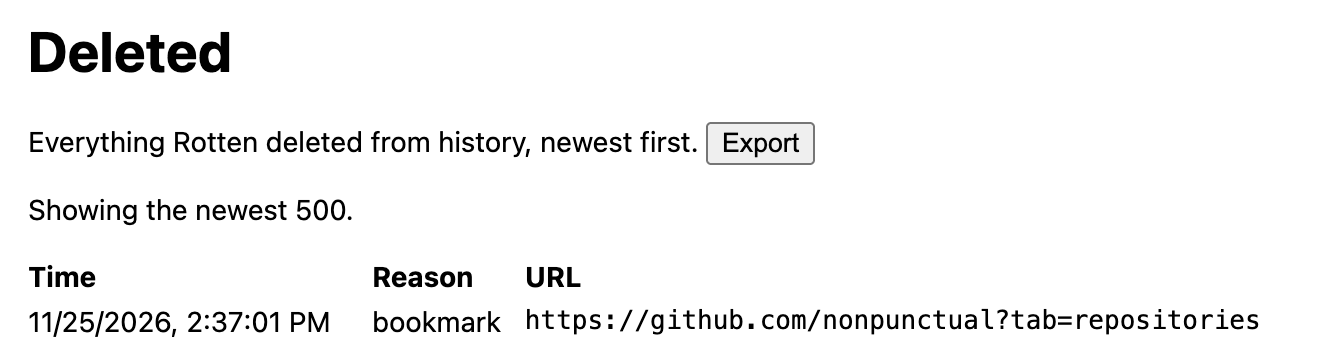 Deleted
Everything Rotten deleted from history, newest first. Export
Showing the newest 500.
Time Reason URL
11/25/2026, 2:37:01 PM bookmark https://github.com/nonpunctual?tab=repositories